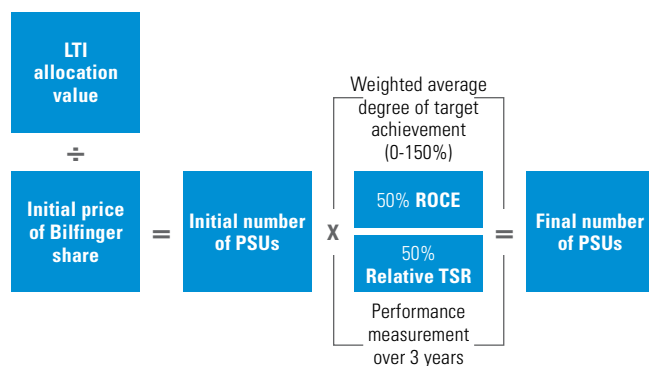 LTI
allocation
value
÷
Initial price
of Bilfinger
share
=
Initial number
of PSUs
x
Weighted average
degree of target
achievement
(0-150%)
50% ROCE
50%
Relative TSR
Performance
measurement
over 3 years
=
Final number
of PSUs